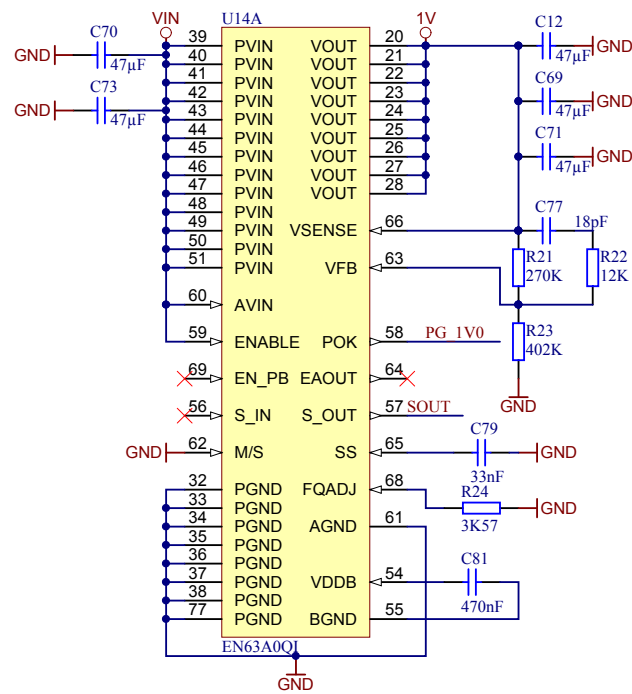 VIN
U14A
1V
C70
GND
47µF
C73
GND
47µF
39 PVIN VOUT 20
40 PVIN VOUT 21
41 PVIN VOUT 22
42 PVIN VOUT 23
43 PVIN VOUT 24
44 PVIN VOUT 25
45 PVIN VOUT 26
46 PVIN VOUT 27
47 PVIN VOUT 28
48 PVIN
49 PVIN VSENSE 66
50 PVIN
51 PVIN VFB 63
60 AVIN
59 ENABLE POK 58 PG_1V0
69 EN_PB EAOUT 64
56 S_IN S_OUT 57 SOUT
GND 62 M/S SS 65
32 PGND FQADJ 68
33 PGND
34 PGND AGND 61
35 PGND
36 PGND
37 PGND VDDB 54
38 PGND
77 PGND BGND 55
EN63A0QI
GND
C12
GND
47µF
C69
GND
47µF
C71
GND
47µF
C77
18pF
R21
270K
R22
12K
R23
402K
GND
C79
GND
33nF
R24
GND
3K57
C81
470nF